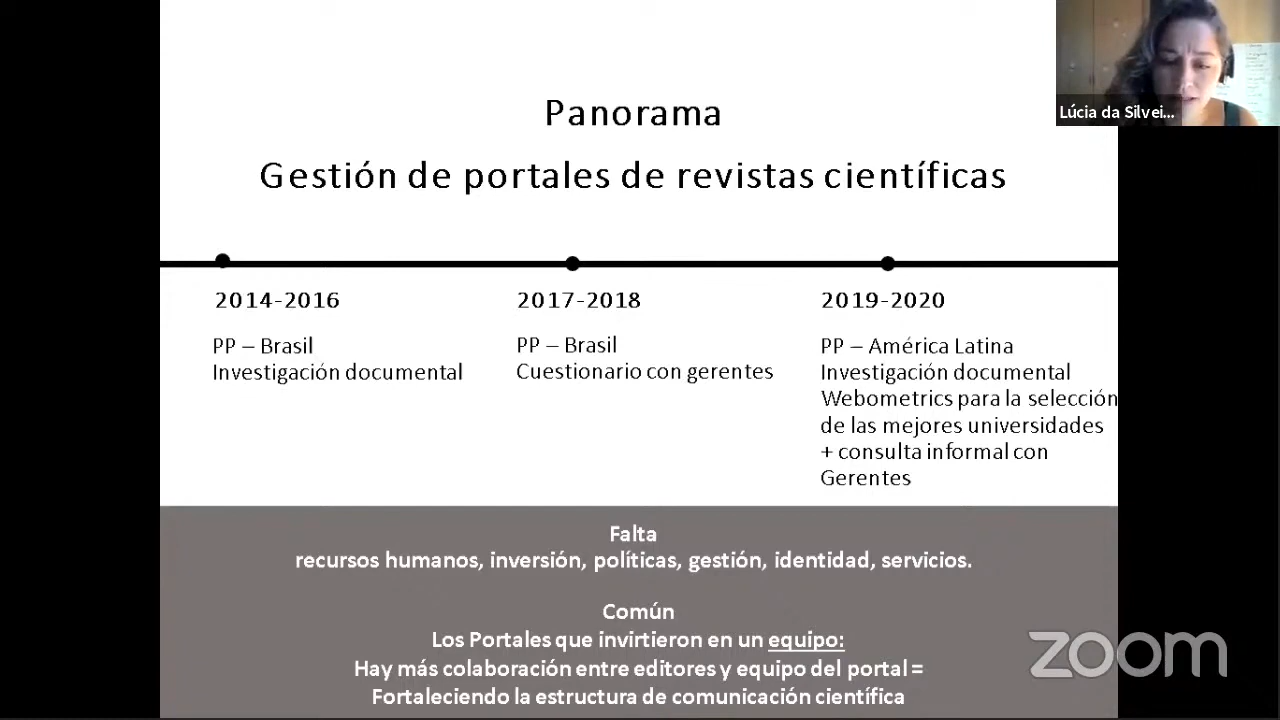 Panorama
Gestión de portales de revistas científicas
2014-2016
PP – Brasil
Investigación documental
2017-2018
PP – Brasil
Cuestionario con gerentes
2019-2020
PP – América Latina
Investigación documental
Webometrics para la selección
de las mejores universidades
+ consulta informal con
Gerentes
Falta
recursos humanos, inversión, políticas, gestión, identidad, servicios.
Común
Los Portales que invirtieron en un equipo:
Hay más colaboración entre editores y equipo del portal =
Fortaleciendo la estructura de comunicación científica
Lúcia da Silvei...
zoom